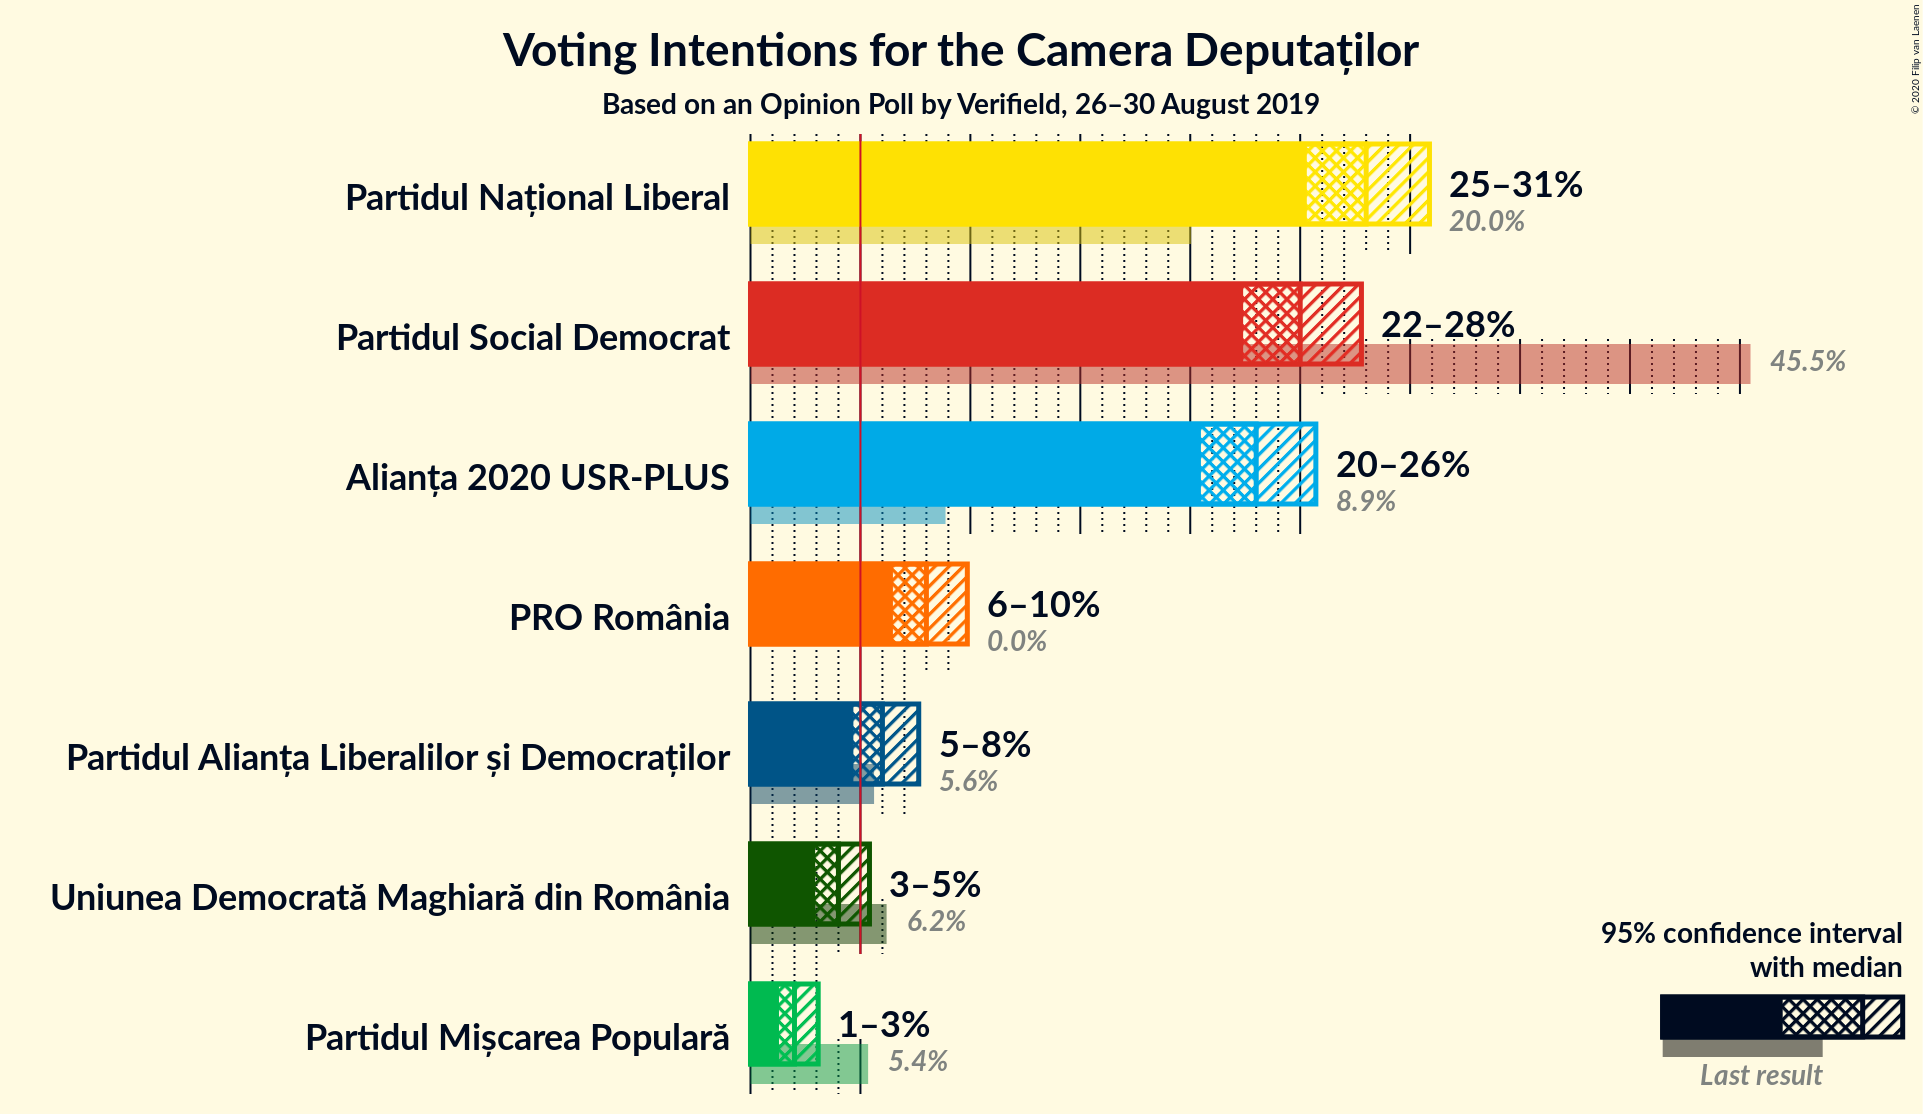 Voting Intentions for the Camera Deputaților
Based on an Opinion Poll by Verifield, 26–30 August 2019
© 2020 Filip van Laenen
Partidul Național Liberal
25–31%
20.0%
Partidul Social Democrat
22–28%
45.5%
Alianța 2020 USR-PLUS
20–26%
8.9%
PRO România
6–10%
0.0%
Partidul Alianța Liberalilor și Democraților
5–8%
5.6%
Uniunea Democrată Maghiară din România
3–5%
6.2%
Partidul Mișcarea Populară
1–3%
5.4%
95% confidence interval
with median
Last result